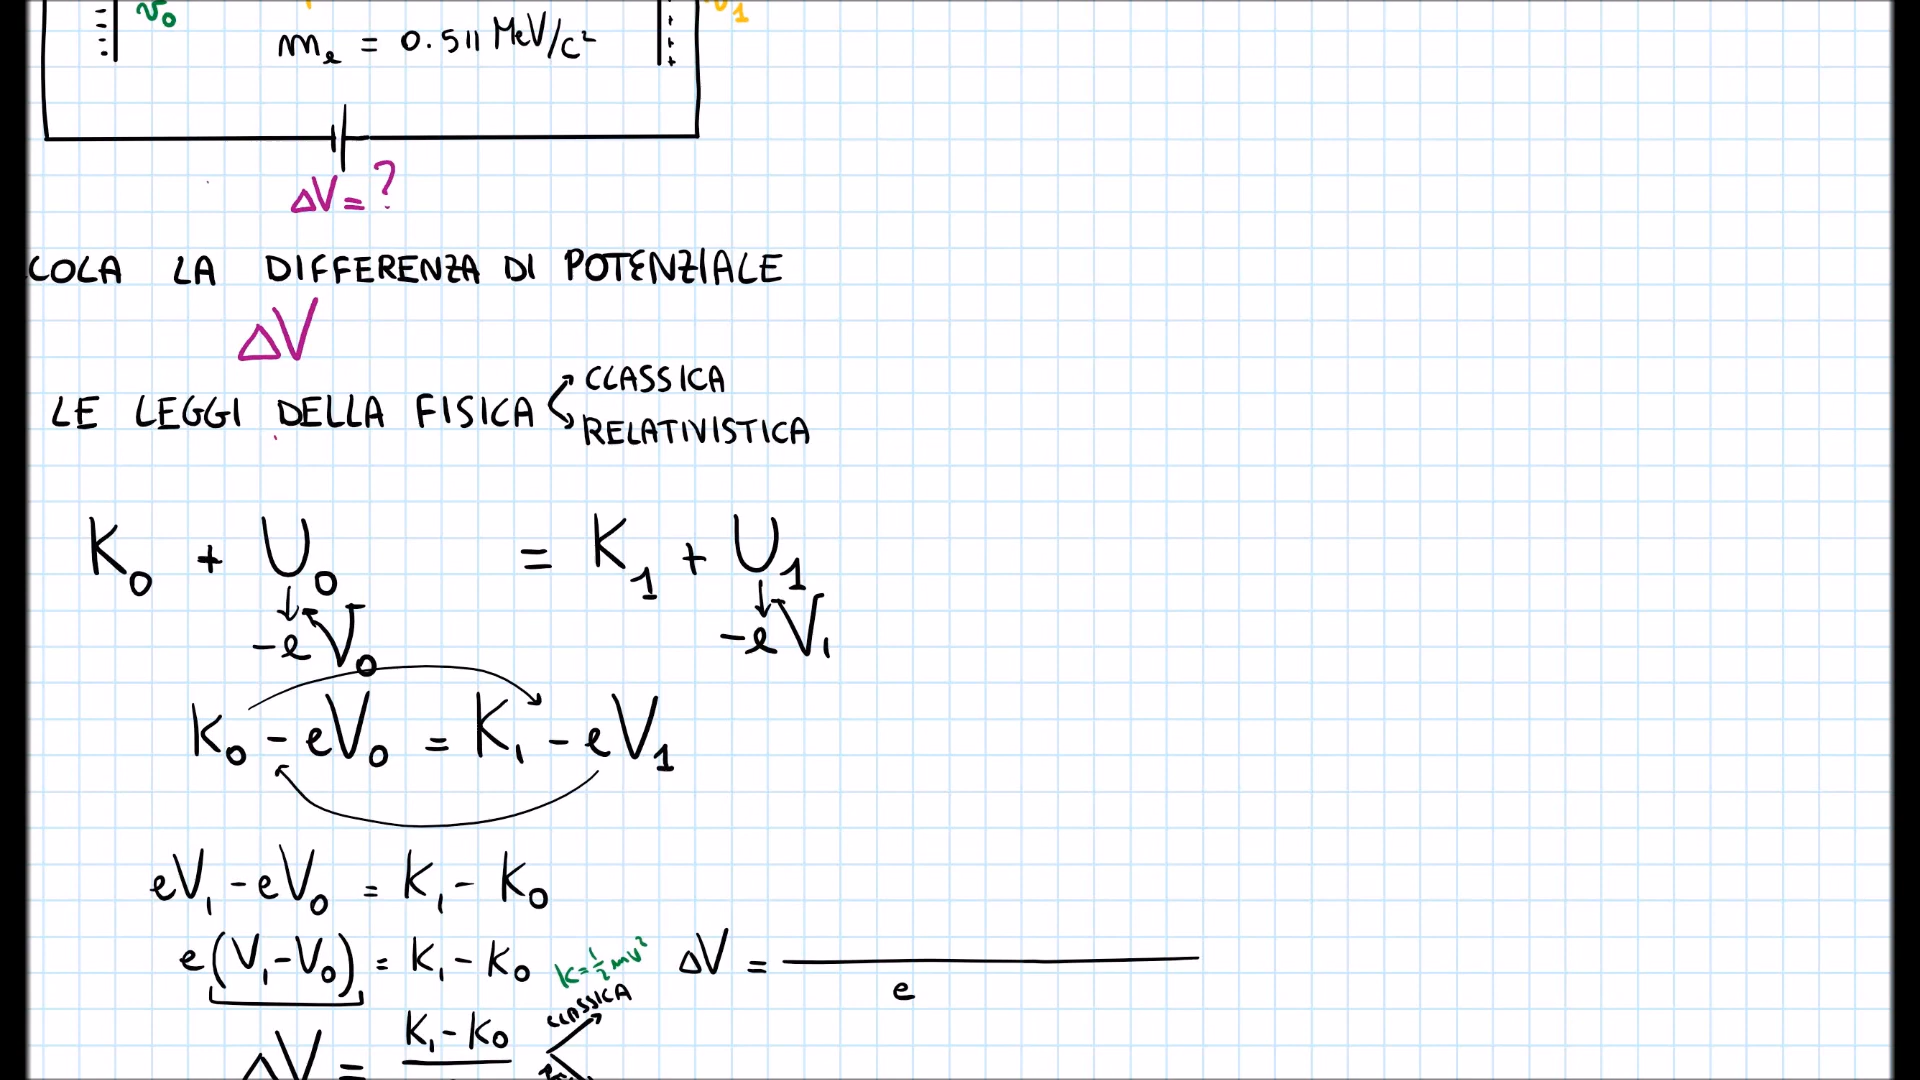 v₀
mₑ = 0.511 MeV/c²
ΔV = ?
COLA LA DIFFERENZA DI POTENZIALE
ΔV
LE LEGGI DELLA FISICA CLASSICA
RELATIVISTICA
K₀ + U₀ = K₁ + U₁
-eV₀ -eV₁
K₀ - eV₀ = K₁ - eV₁
eV₁ - eV₀ = K₁ - K₀
e(V₁-V₀) = K₁ - K₀ K=½mv² ΔV = ―
e
CLASSICA
ΔV = K₁ - K₀